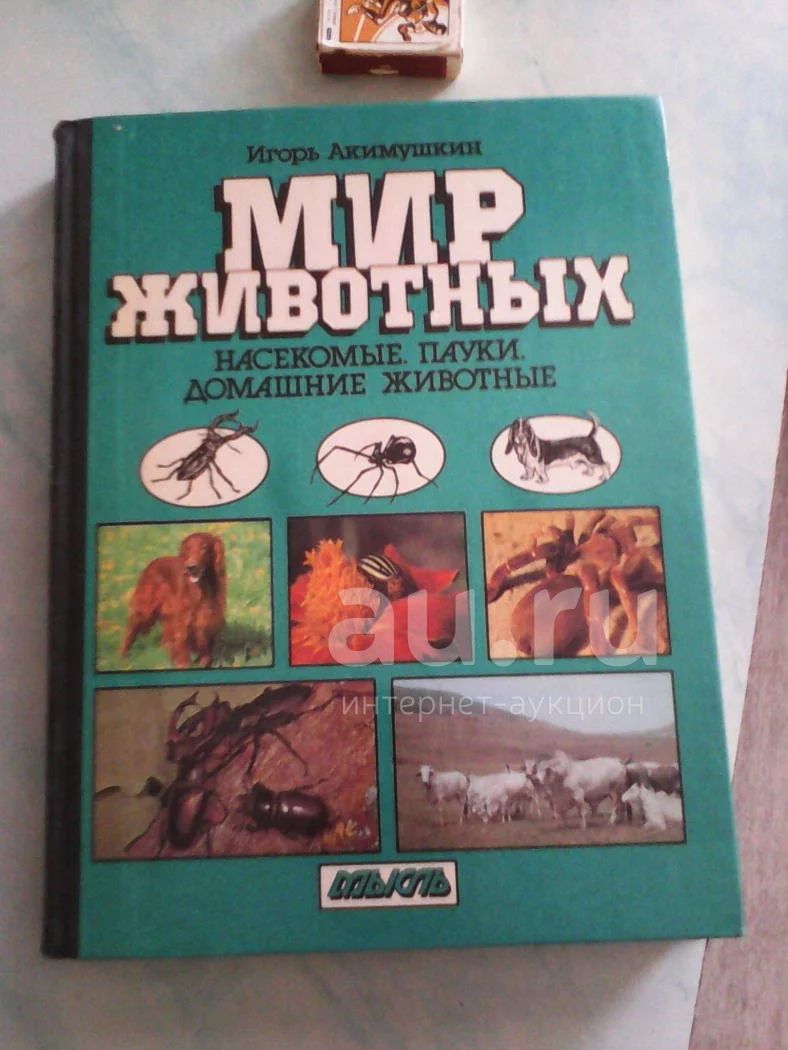 Игорь Акимушкин
МИР
ЖИВОТНЫХ
НАСЕКОМЫЕ. ПАУКИ.
ДОМАШНИЕ ЖИВОТНЫЕ
au.ru
интернет-аукцион
МЫСЛЬ